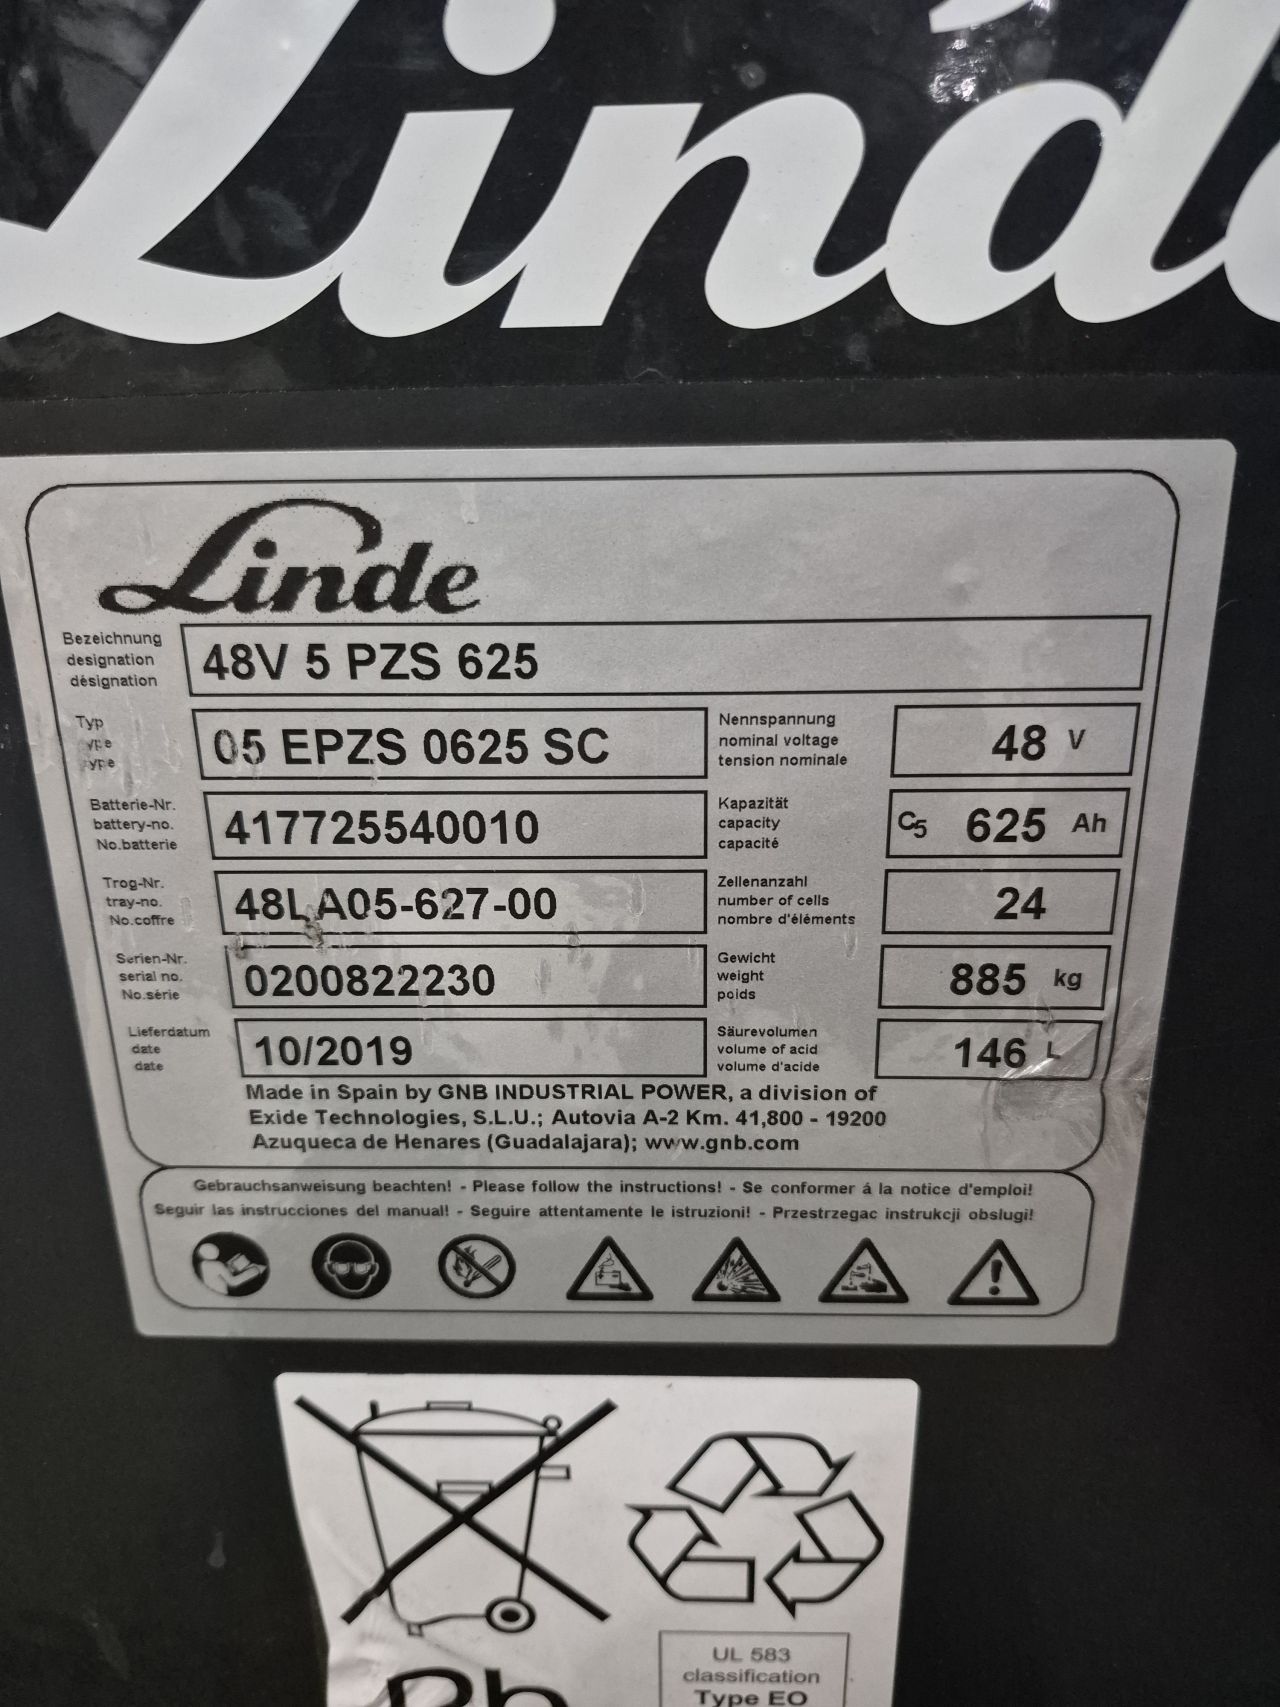 Linde
Linde
Bezeichnung
designation
désignation
48V 5 PZS 625
Typ
type
type
05 EPZS 0625 SC
Nennspannung
nominal voltage
tension nominale
48 V
Batterie-Nr.
battery-no.
No.batterie
417725540010
Kapazität
capacity
capacité
C5 625 Ah
Trog-Nr.
tray-no.
No.coffre
48LA05-627-00
Zellenanzahl
number of cells
nombre d'éléments
24
Serien-Nr.
serial no.
No.série
0200822230
Gewicht
weight
poids
885 kg
Lieferdatum
date
date
10/2019
Säurevolumen
volume of acid
volume d'acide
146 L
Made in Spain by GNB INDUSTRIAL POWER, a division of
Exide Technologies, S.L.U.; Autovia A-2 Km. 41,800 - 19200
Azuqueca de Henares (Guadalajara); www.gnb.com
Gebrauchsanweisung beachten! - Please follow the instructions! - Se conformer á la notice d'emploi!
Seguir las instrucciones del manual! - Seguire attentamente le istruzioni! - Przestrzegac instrukcji obslugi!
Pb
UL 583
classification
Type EO